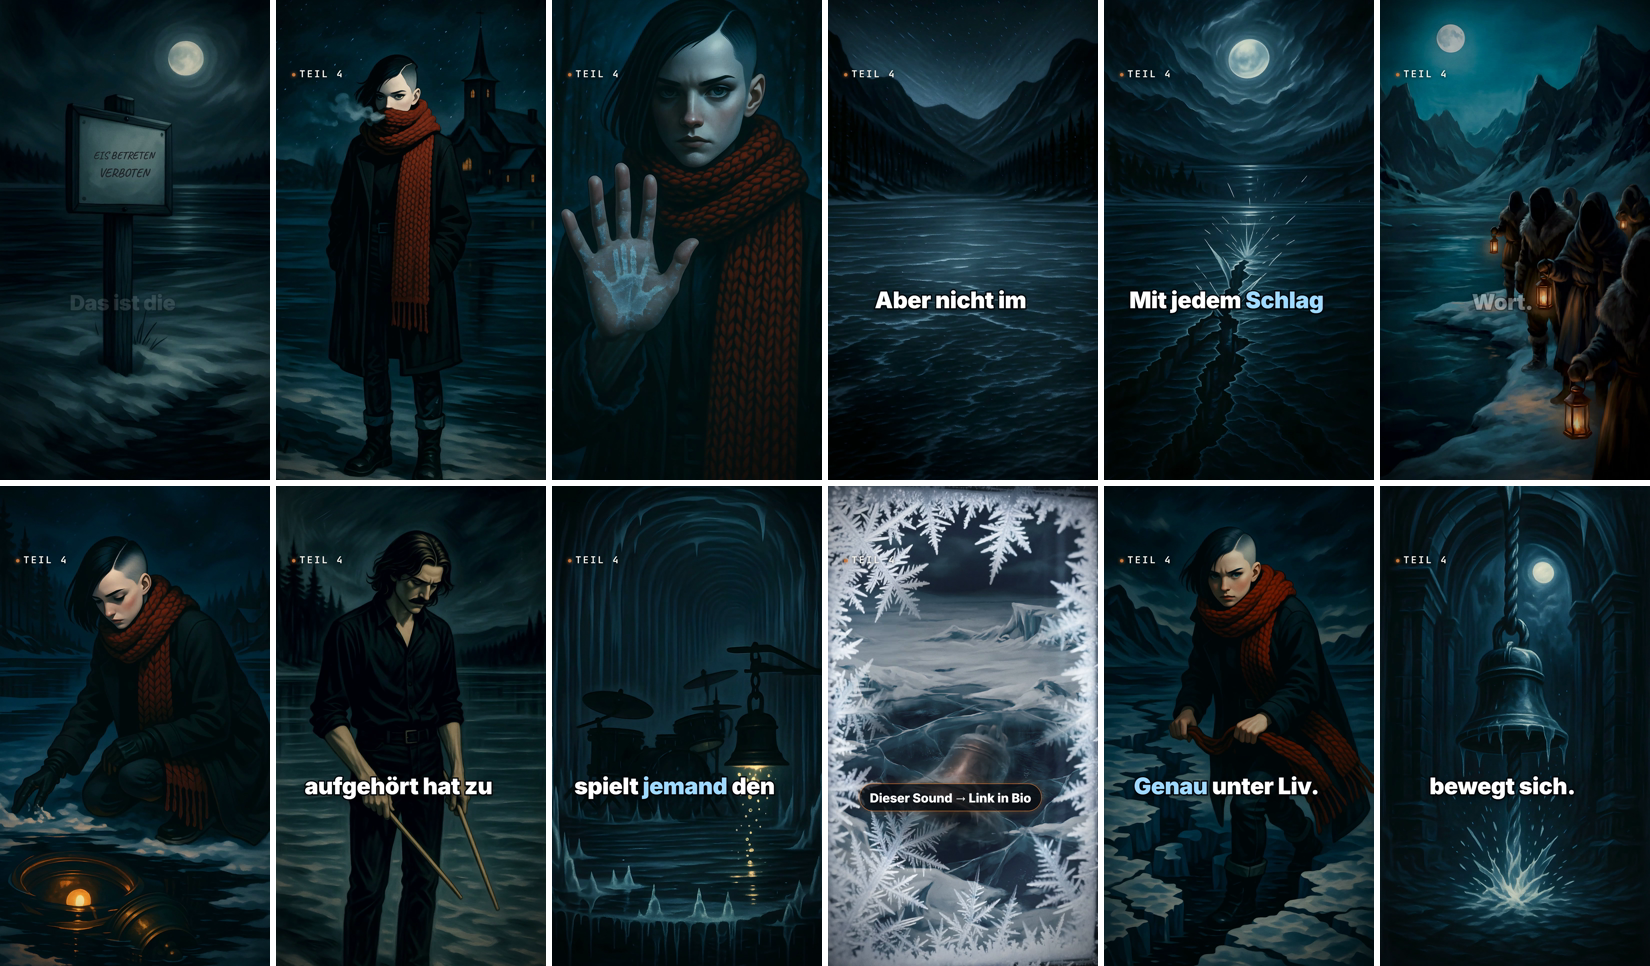 EIS BETRETEN
VERBOTEN
Das ist die
TEIL 4
TEIL 4
TEIL 4
Aber nicht im
TEIL 4
Mit jedem Schlag
TEIL 4
Wort.
TEIL 4
TEIL 4
aufgehört hat zu
TEIL 4
spielt jemand den
TEIL 4
Dieser Sound → Link in Bio
TEIL 4
Genau unter Liv.
TEIL 4
bewegt sich.